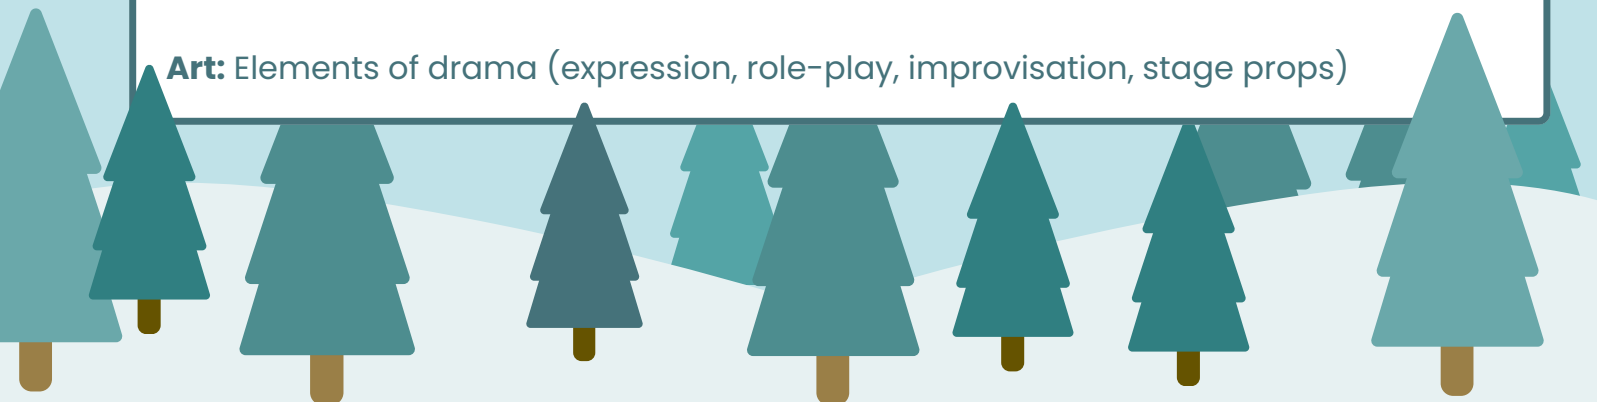 Art: Elements of drama (expression, role-play, improvisation, stage props)